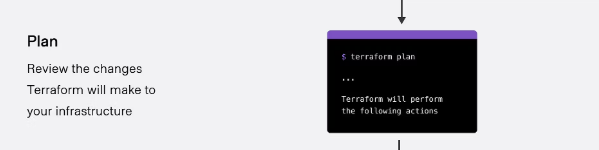 Plan
Review the changes
Terraform will make to
your infrastructure
$ terraform plan
...
Terraform will perform
the following actions